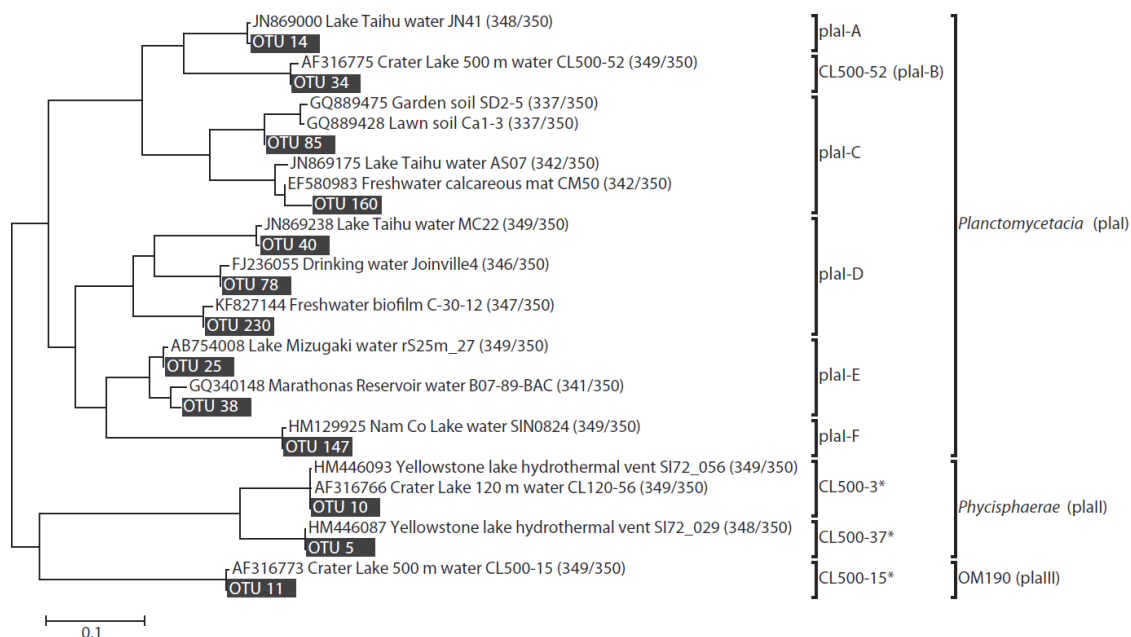 JN869000 Lake Taihu water JN41 (348/350)
OTU 14
plaI-A
AF316775 Crater Lake 500 m water CL500-52 (349/350)
OTU 34
CL500-52 (plaI-B)
GQ889475 Garden soil SD2-5 (337/350)
GQ889428 Lawn soil Ca1-3 (337/350)
OTU 85
plaI-C
JN869175 Lake Taihu water AS07 (342/350)
EF580983 Freshwater calcareous mat CM50 (342/350)
OTU 160
JN869238 Lake Taihu water MC22 (349/350)
Planctomycetacia (plaI)
OTU 40
FJ236055 Drinking water Joinville4 (346/350)
plaI-D
OTU 78
KF827144 Freshwater biofilm C-30-12 (347/350)
OTU 230
AB754008 Lake Mizugaki water rS25m_27 (349/350)
OTU 25
plaI-E
GQ340148 Marathonas Reservoir water B07-89-BAC (341/350)
OTU 38
HM129925 Nam Co Lake water SIN0824 (349/350)
plaI-F
OTU 147
HM446093 Yellowstone lake hydrothermal vent SI72_056 (349/350)
AF316766 Crater Lake 120 m water CL120-56 (349/350)
CL500-3*
OTU 10
Phycisphaerae (plaII)
HM446087 Yellowstone lake hydrothermal vent SI72_029 (348/350)
CL500-37*
OTU 5
AF316773 Crater Lake 500 m water CL500-15 (349/350)
CL500-15*
OM190 (plaIII)
OTU 11
0.1